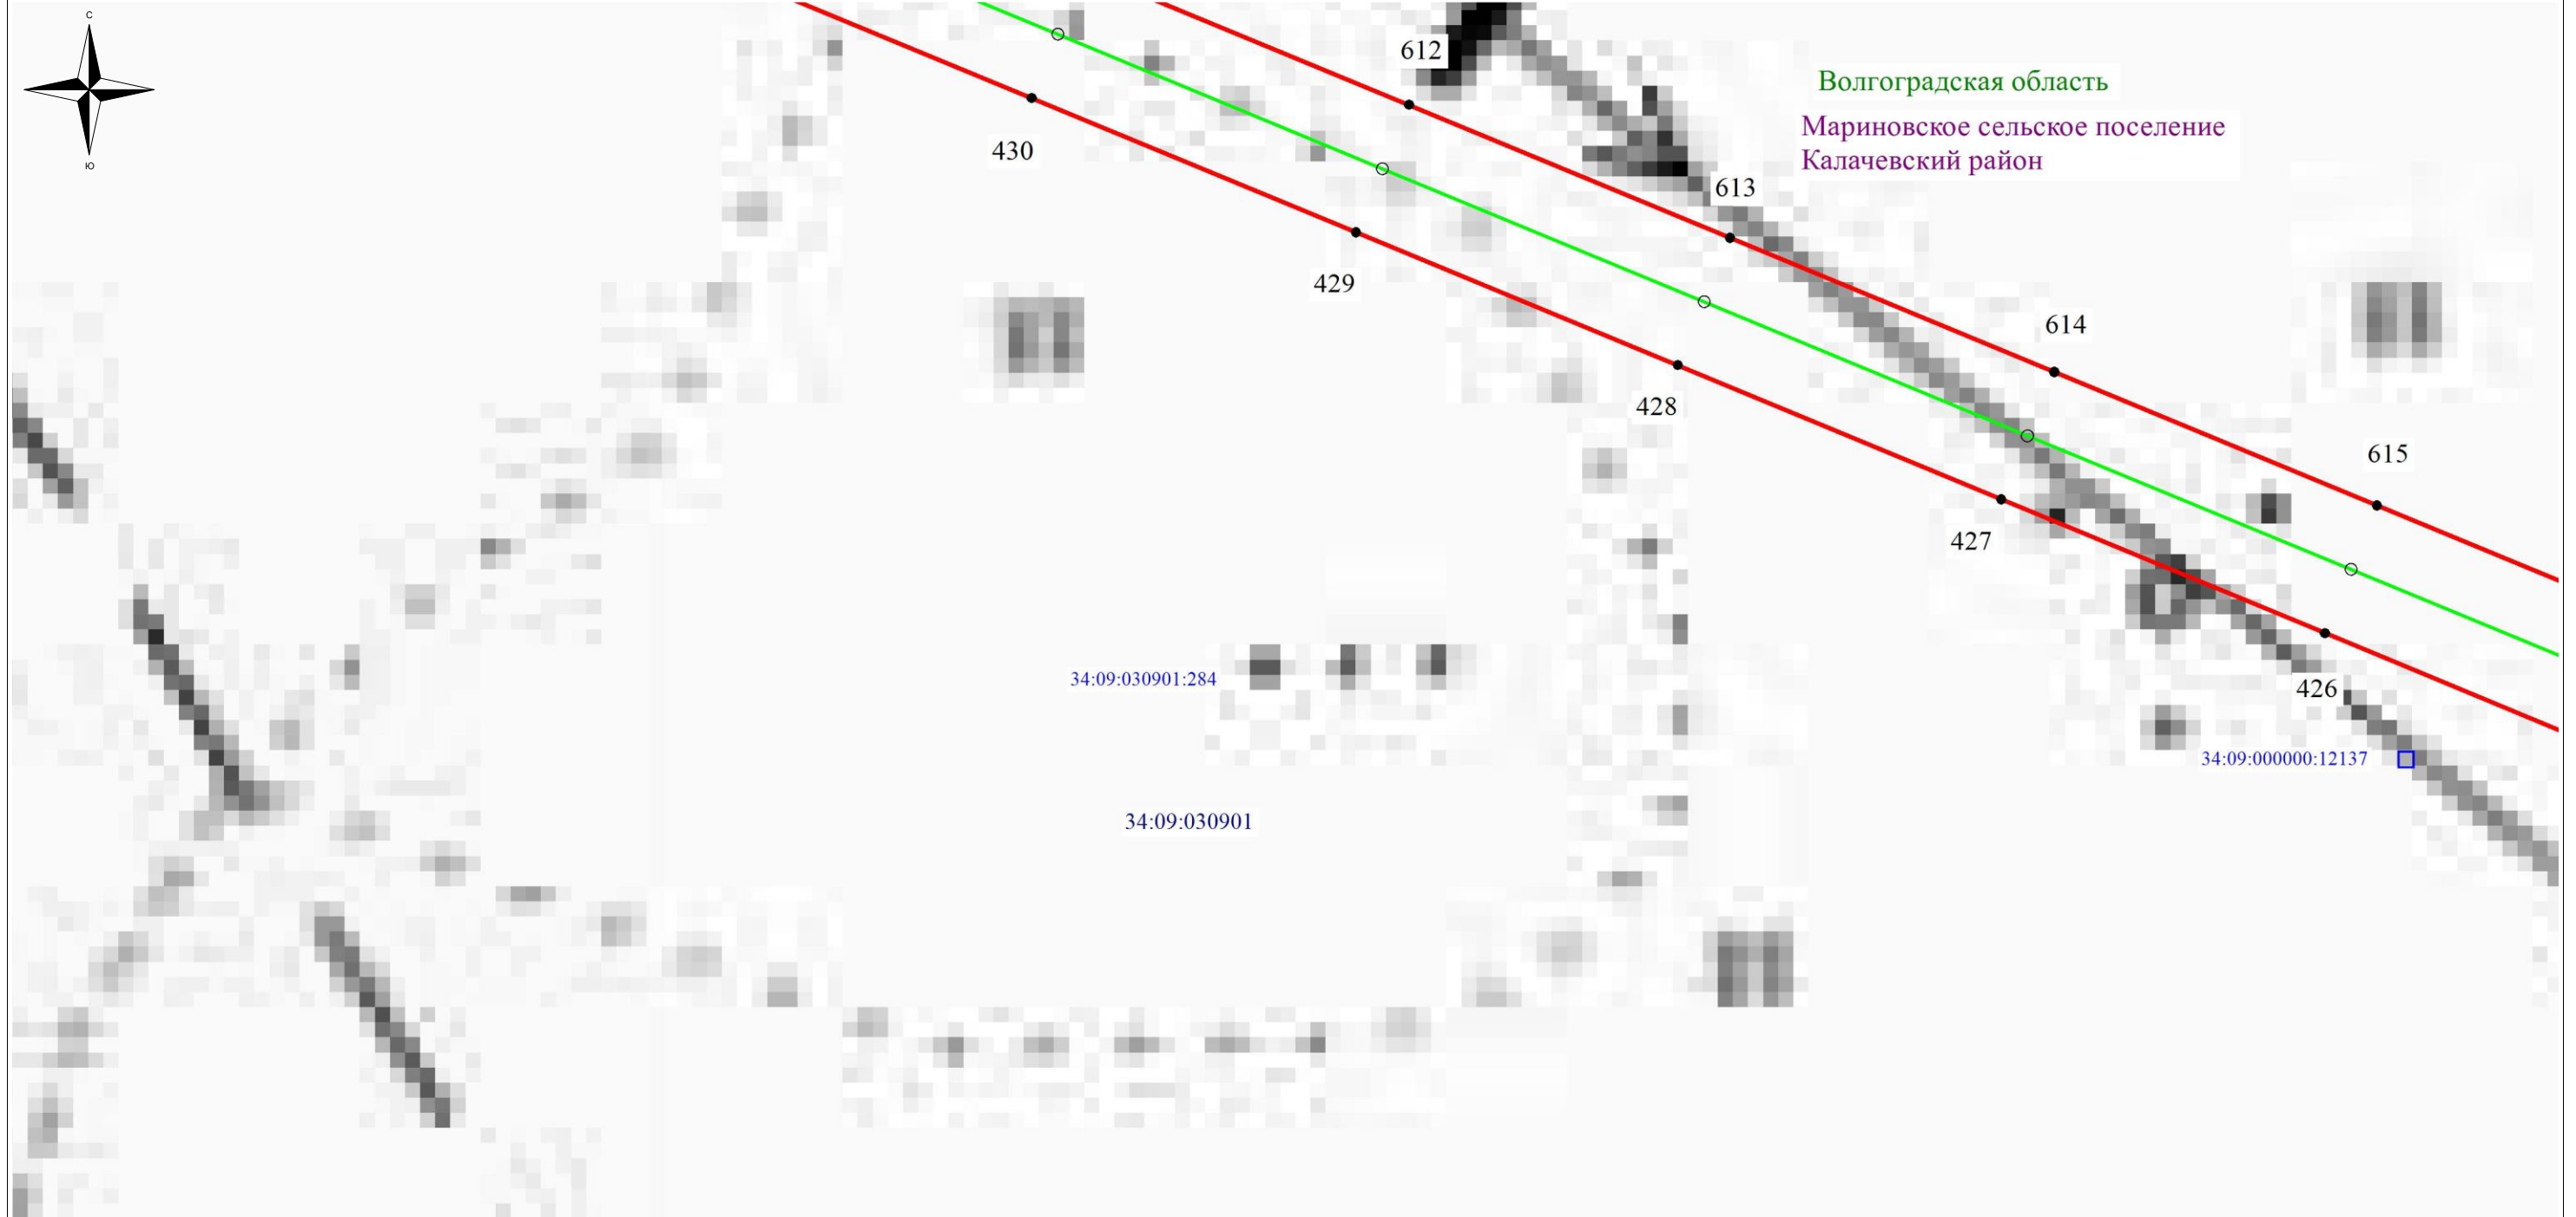 С
Ю
612
Волгоградская область
Мариновское сельское поселение
Калачевский район
430
613
429
614
428
615
427
34:09:030901:284
426
34:09:000000:12137
34:09:030901